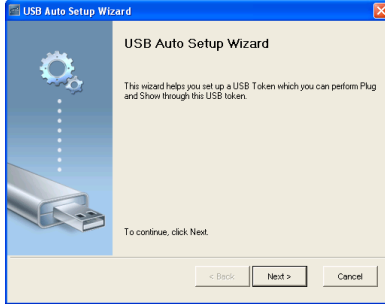 USB Auto Setup Wizard
USB Auto Setup Wizard
This wizard helps you set up a USB Token which you can perform Plug
and Show through this USB token.
To continue, click Next.
< Back
Next >
Cancel